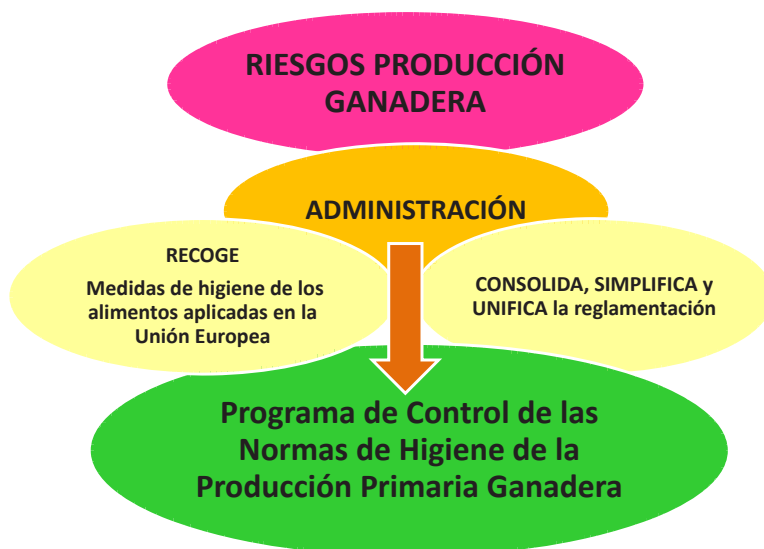 RIESGOS PRODUCCIÓN
GANADERA
ADMINISTRACIÓN
RECOGE
Medidas de higiene de los
alimentos aplicadas en la
Unión Europea
CONSOLIDA, SIMPLIFICA y
UNIFICA la reglamentación
Programa de Control de las
Normas de Higiene de la
Producción Primaria Ganadera